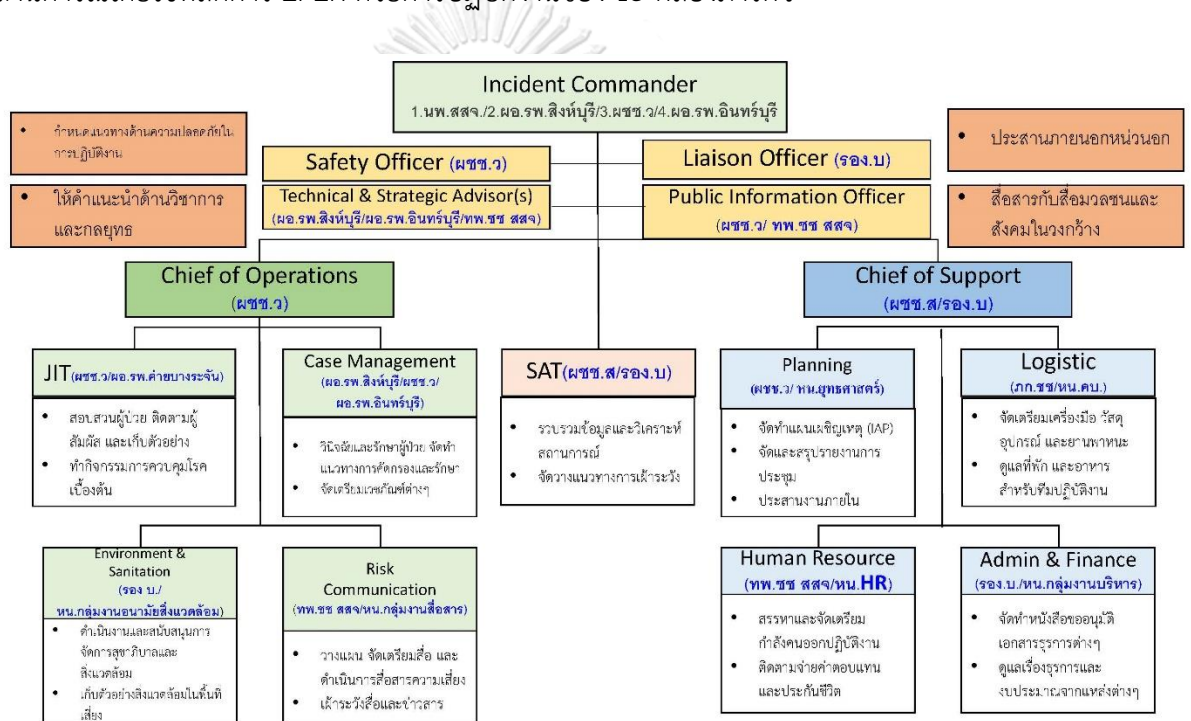 Incident Commander
1.นพ.สสจ./2.ผอ.รพ.สิงห์บุรี/3.ผชช.ว/4.ผอ.รพ.อินทร์บุรี
• กำหนดแนวทางด้านความปลอดภัยใน
การปฏิบัติงาน
Safety Officer (ผชช.ว)
Liaison Officer (รอง.บ)
• ประสานภายนอกหน่วนอก
• ให้คำแนะนำด้านวิชาการ
และกลยุทธ
Technical & Strategic Advisor(s)
(ผอ.รพ.สิงห์บุรี/ผอ.รพ.อินทร์บุรี/ทพ.ชช สสจ)
Public Information Officer
(ผชช.ว/ ทพ.ชช สสจ)
• สื่อสารกับสื่อมวลชนและ
สังคมในวงกว้าง
Chief of Operations
(ผชช.ว)
Chief of Support
(ผชช.ส/รอง.บ)
JIT(ผชช.ว/ผอ.รพ.ค่ายบางระจัน)
• สอบสวนผู้ป่วย ติดตามผู้
สัมผัส และเก็บตัวอย่าง
• ทำกิจกรรมการควบคุมโรค
เบื้องต้น
Case Management
(ผอ.รพ.สิงห์บุรี/ผชช.ว/
ผอ.รพ.อินทร์บุรี)
• วินิจฉัยและรักษาผู้ป่วย จัดทำ
แนวทางการคัดกรองและรักษา
• จัดเตรียมเวชภัณฑ์ต่างๆ
SAT(ผชช.ส/รอง.บ)
• รวบรวมข้อมูลและวิเคราะห์
สถานการณ์
• จัดวางแนวทางการเฝ้าระวัง
Planning
(ผชช.ว/ หน.ยุทธศาสตร์)
• จัดทำแผนเผชิญเหตุ (IAP)
• จัดและสรุปรายงานการ
ประชุม
• ประสานงานภายใน
Logistic
(ภก.ชช/หน.คบ.)
• จัดเตรียมเครื่องมือ วัสดุ
อุปกรณ์ และยานพาหนะ
• ดูแลที่พัก และอาหาร
สำหรับทีมปฏิบัติงาน
Environment &
Sanitation
(รอง บ./
หน.กลุ่มงานอนามัยสิ่งแวดล้อม)
• ดำเนินงานและสนับสนุนการ
จัดการสุขาภิบาลและ
สิ่งแวดล้อม
• เก็บตัวอย่างสิ่งแวดล้อมในพื้นที่
เสี่ยง
Risk
Communication
(ทพ.ชช สสจ/หน.กลุ่มงานสื่อสาร)
• วางแผน จัดเตรียมสื่อ และ
ดำเนินการสื่อสารความเสี่ยง
• เฝ้าระวังสื่อและข่าวสาร
Human Resource
(ทพ.ชช สสจ/หน.HR)
• สรรหาและจัดเตรียม
กำลังคนออกปฏิบัติงาน
• ติดตามจ่ายค่าตอบแทน
และประกันชีวิต
Admin & Finance
(รอง.บ./หน.กลุ่มงานบริหาร)
• จัดทำหนังสือขออนุมัติ
เอกสารธุรการต่างๆ
• ดูแลเรื่องธุรการและ
งบประมาณจากแหล่งต่างๆ